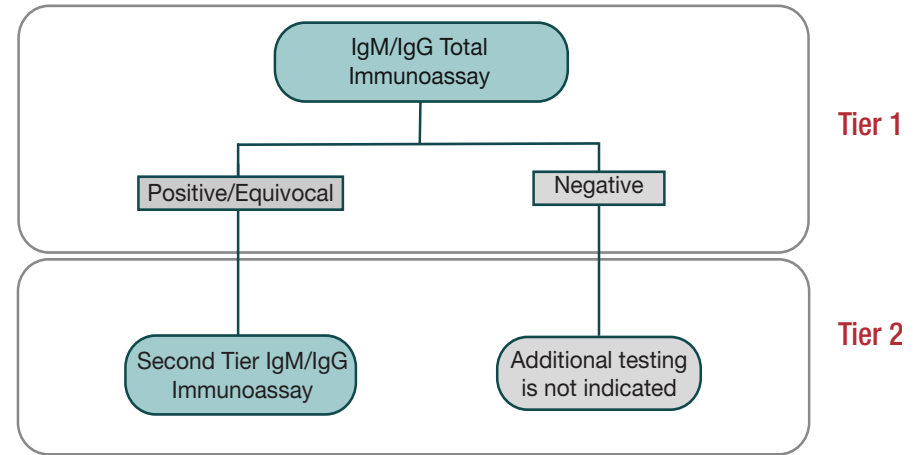 IgM/IgG Total
Immunoassay
Tier 1
Positive/Equivocal
Negative
Second Tier IgM/IgG
Immunoassay
Additional testing
is not indicated
Tier 2